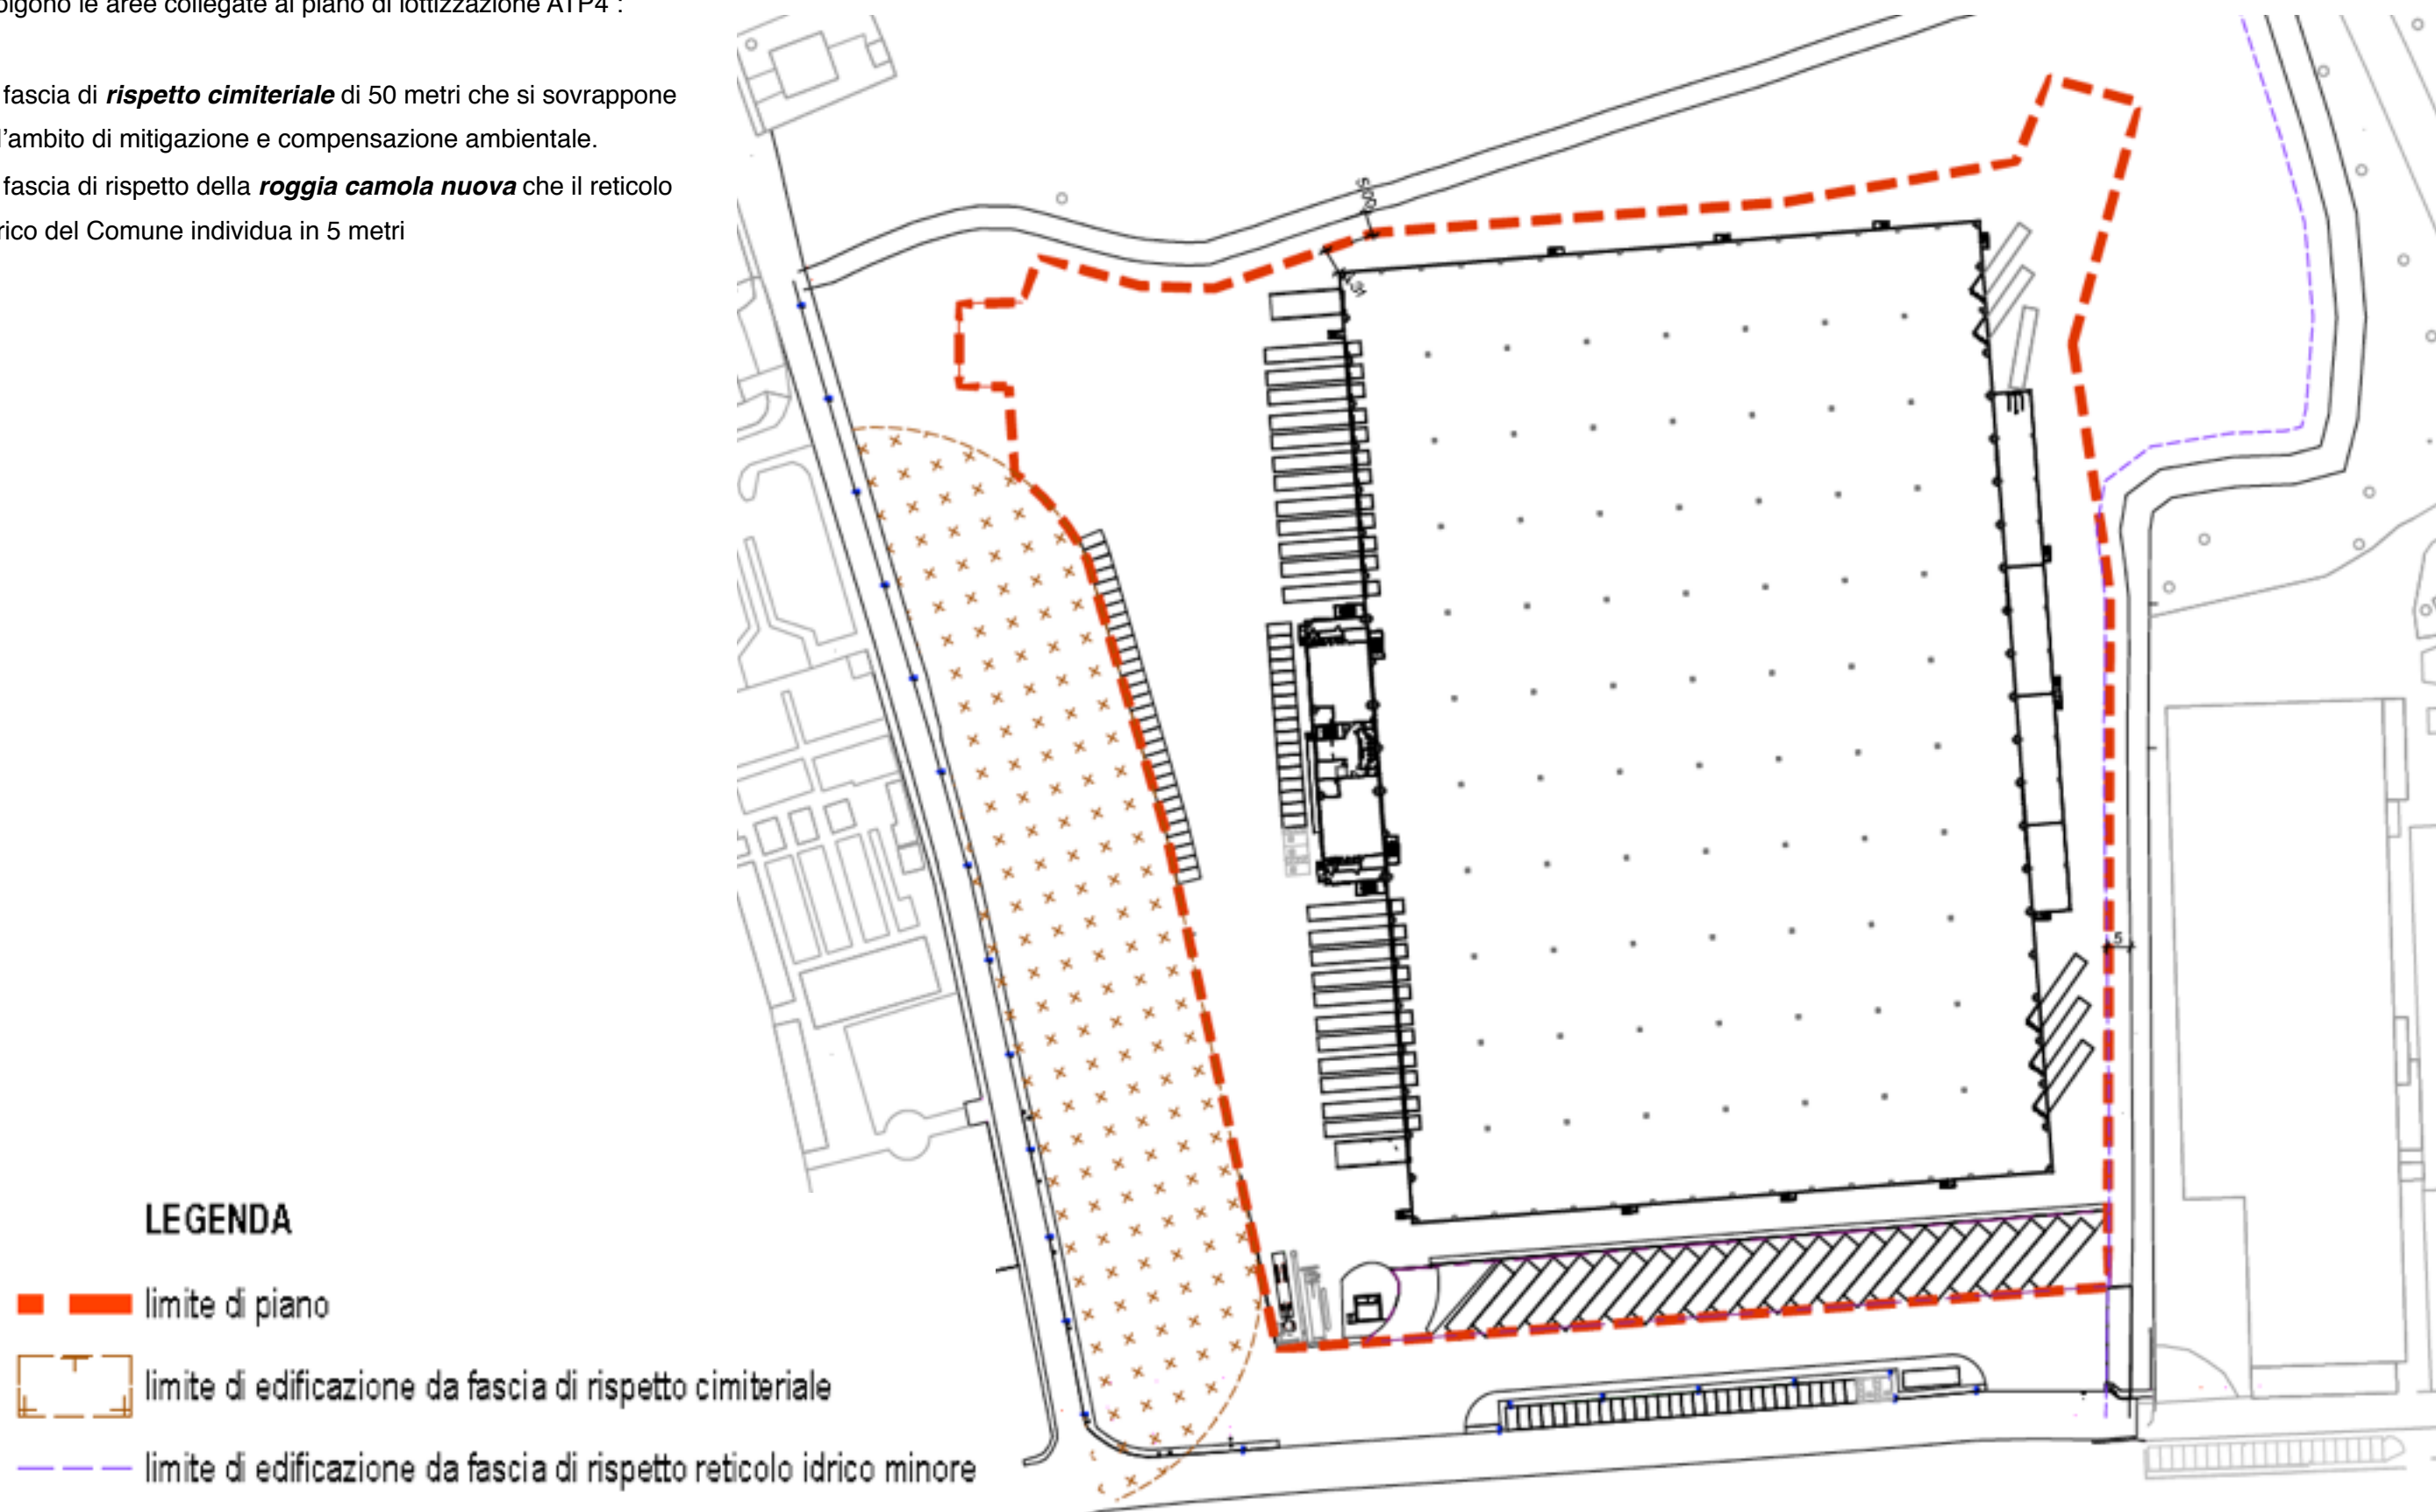 olgono le aree collegate al piano di lottizzazione ATP4 :
fascia di rispetto cimiteriale di 50 metri che si sovrappone
l'ambito di mitigazione e compensazione ambientale.
fascia di rispetto della roggia camola nuova che il reticolo
rico del Comune individua in 5 metri
5
LEGENDA
limite di piano
limite di edificazione da fascia di rispetto cimiteriale
limite di edificazione da fascia di rispetto reticolo idrico minore